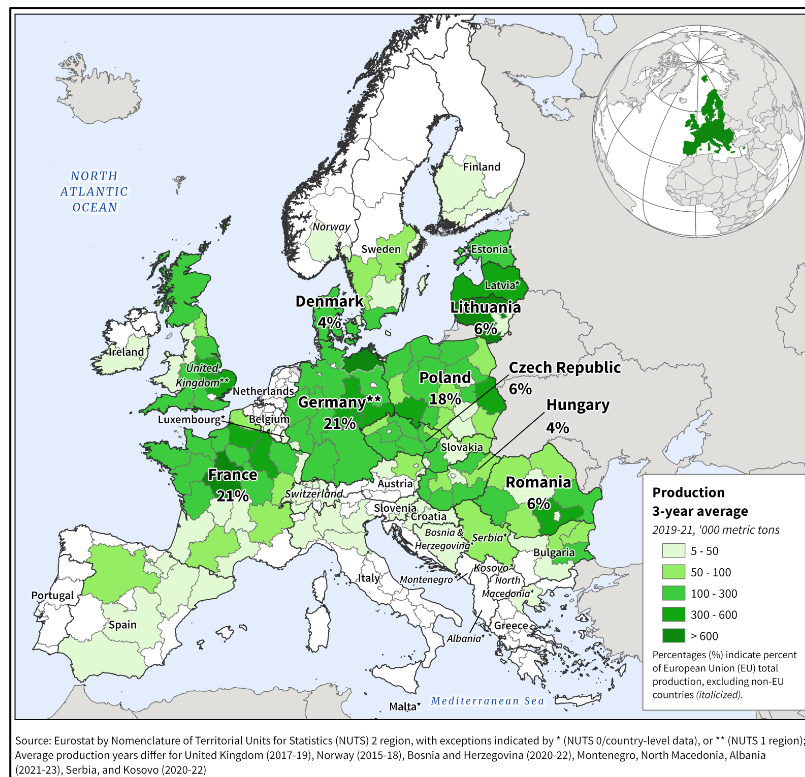 NORTH
ATLANTIC
OCEAN
Finland
Norway
Sweden
Estonia*
Latvia*
Denmark
4%
Lithuania
6%
Ireland
United
Kingdom**
Netherlands
Poland
18%
Czech Republic
6%
Germany**
21%
Hungary
4%
Luxembourg*
Belgium
Slovakia
France
21%
Switzerland
Austria
Romania
6%
Slovenia
Croatia
Bosnia &
Herzegovina*
Serbia*
Bulgaria
Kosovo*
Montenegro*
North
Macedonia*
Italy
Portugal
Spain
Albania*
Greece
Malta*
Mediterranean Sea
Production
3-year average
2019-21, '000 metric tons
5 - 50
50 - 100
100 - 300
300 - 600
> 600
Percentages (%) indicate percent
of European Union (EU) total
production, excluding non-EU
countries (italicized).
Source: Eurostat by Nomenclature of Territorial Units for Statistics (NUTS) 2 region, with exceptions indicated by * (NUTS 0/country-level data), or ** (NUTS 1 region);
Average production years differ for United Kingdom (2017-19), Norway (2015-18), Bosnia and Herzegovina (2020-22), Montenegro, North Macedonia, Albania
(2021-23), Serbia, and Kosovo (2020-22)